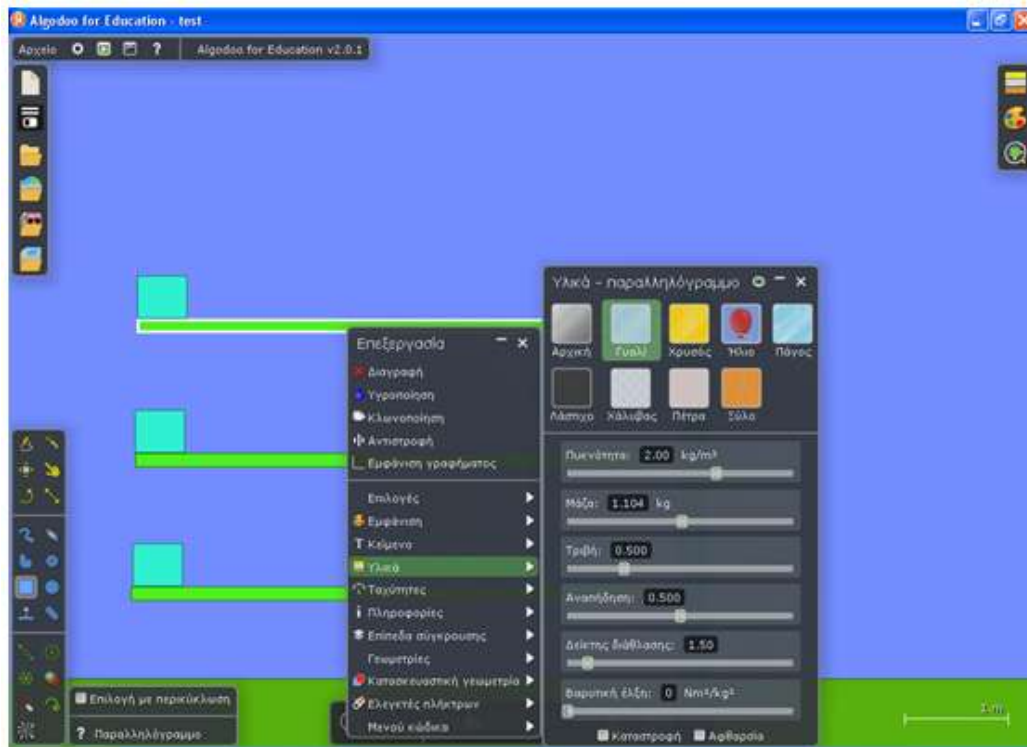 Algodoo for Education - test
Αρχείο ? Algodoo for Education v2.0.1
Υλικά - παραλληλόγραμμο
Αρχική Γυαλί Χρυσός Ήλιο Πάγος
Λάστιχο Χάλυβας Πέτρα Ξύλο
Πυκνότητα: 2.00 kg/m²
Μάζα: 1.104 kg
Τριβή: 0.500
Αναπήδηση: 0.500
Δείκτης διάθλασης: 1.50
Βαρυτική έλξη: 0 Nm²/kg²
Καταστροφή Αφθαρσία
Επεξεργασία
Διαγραφή
Υγροποίηση
Κλωνοποίηση
Αντιστροφή
Εμφάνιση γραφήματος
Επιλογές
Εμφάνιση
Κείμενο
Υλικά
Ταχύτητες
Πληροφορίες
Επίπεδα σύγκρουσης
Γεωμετρίες
Κατασκευαστική γεωμετρία
Ελεγκτές πλήκτρων
Μενού κώδικα
Επιλογή με περικύκλωση
? Παραλληλόγραμμο
1 m